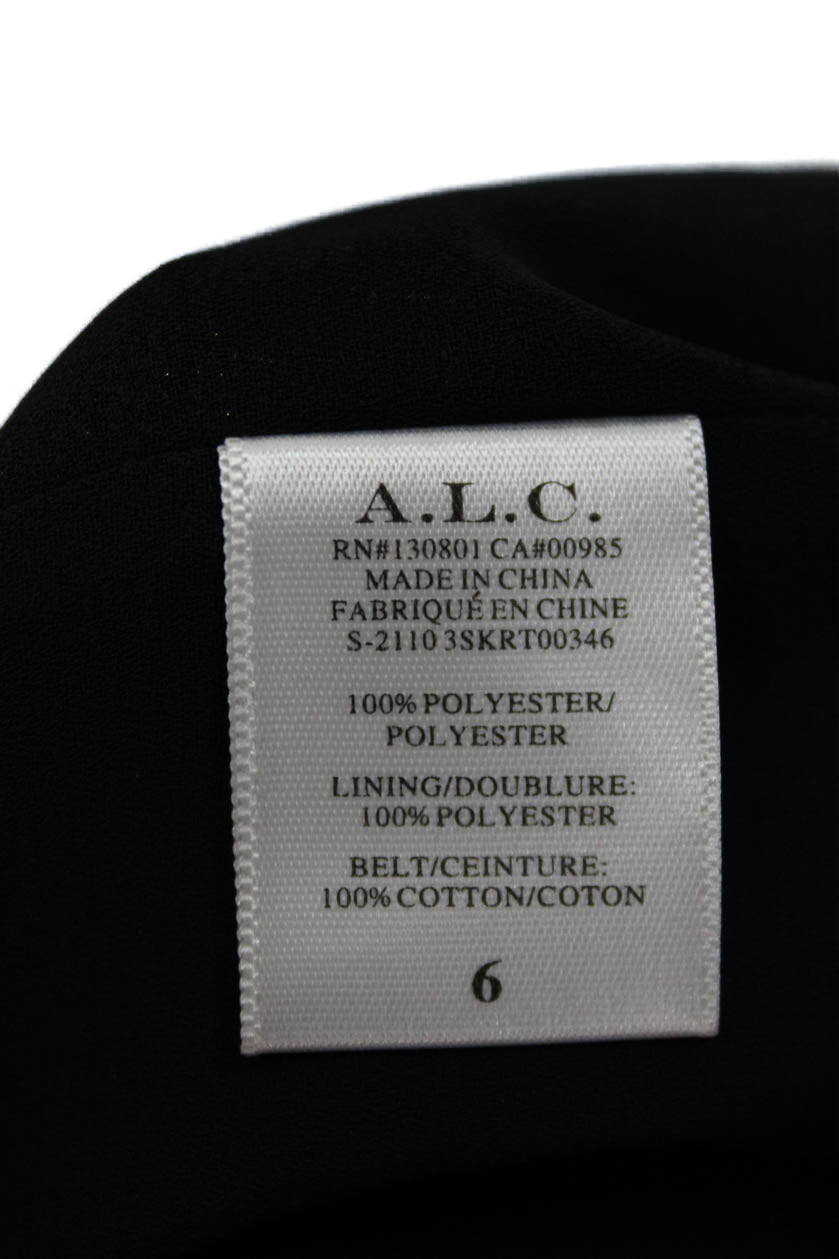 A.L.C.
RN#130801 CA#00985
MADE IN CHINA
FABRIQUÉ EN CHINE
S-2110 3SKRT00346
100% POLYESTER/
POLYESTER
LINING/DOUBLURE:
100% POLYESTER
BELT/CEINTURE:
100% COTTON/COTON
6